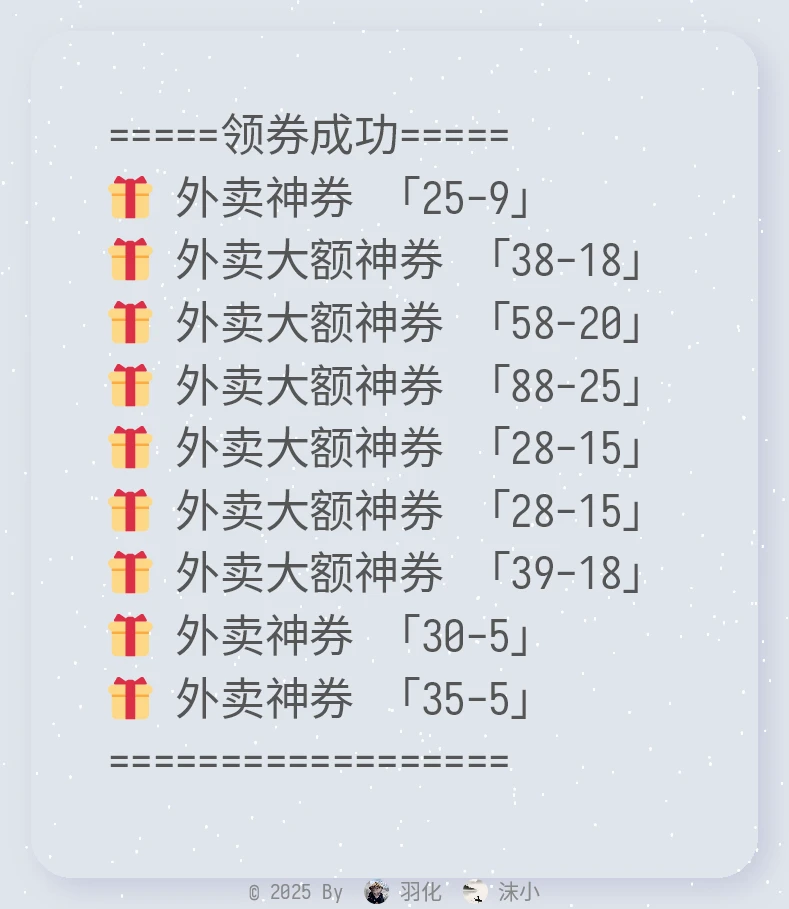 =====领券成功=====
🎁 外卖神券 「25-9」
🎁 外卖大额神券 「38-18」
🎁 外卖大额神券 「58-20」
🎁 外卖大额神券 「88-25」
🎁 外卖大额神券 「28-15」
🎁 外卖大额神券 「28-15」
🎁 外卖大额神券 「39-18」
🎁 外卖神券 「30-5」
🎁 外卖神券 「35-5」
==================
© 2025 By 羽化 沫小